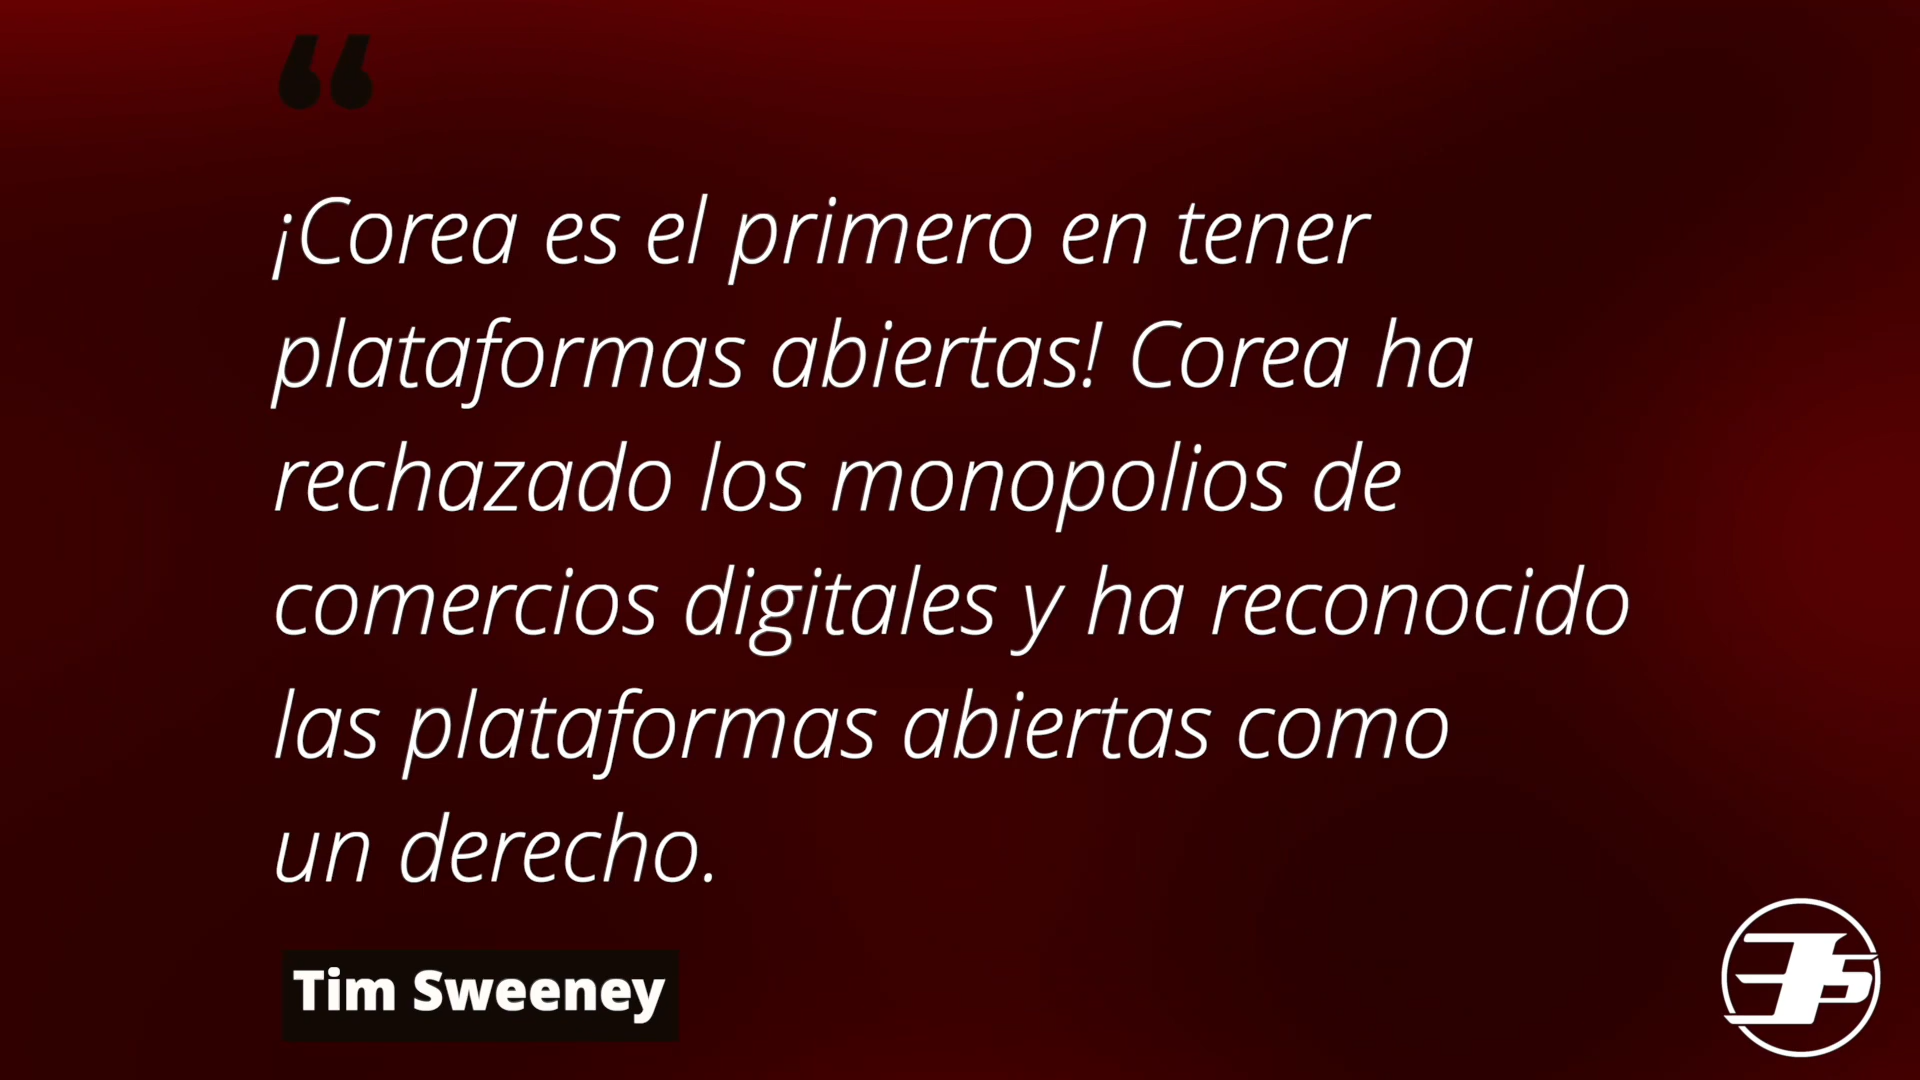 “
¡Corea es el primero en tener
plataformas abiertas! Corea ha
rechazado los monopolios de
comercios digitales y ha reconocido
las plataformas abiertas como
un derecho.
Tim Sweeney